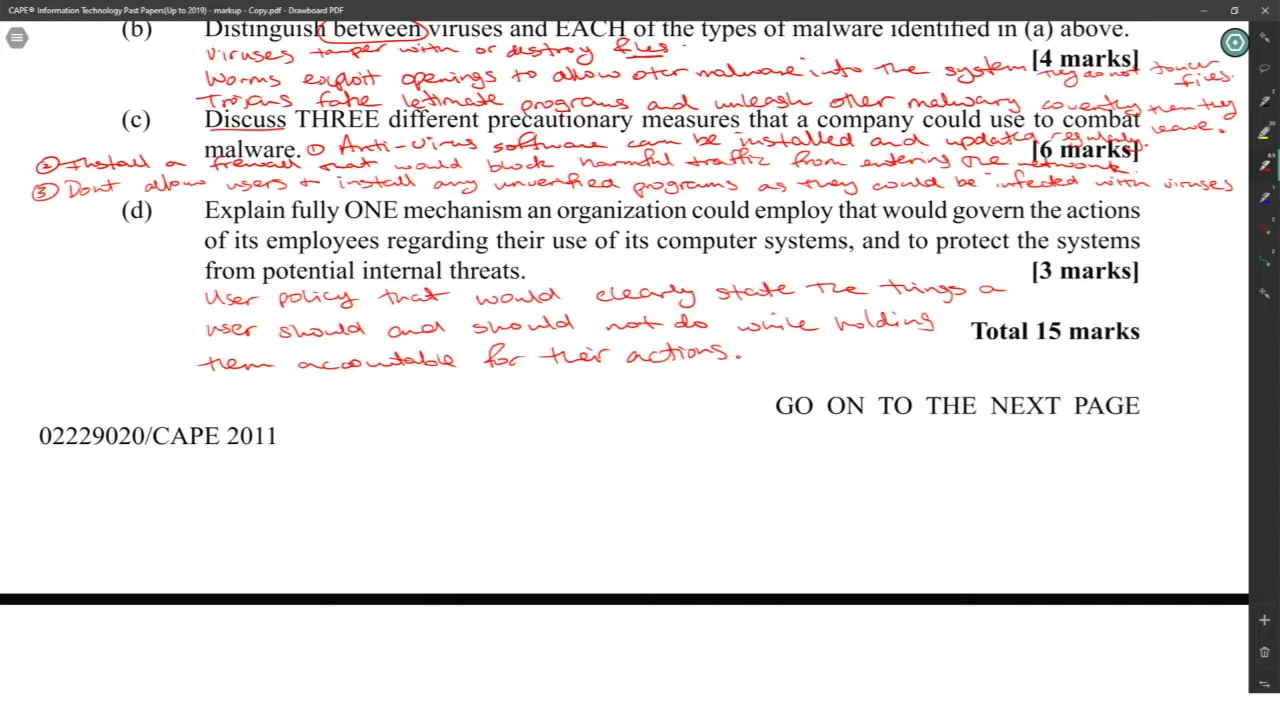 CAPE® Information Technology Past Papers(Up to 2019) - markup - Copy.pdf - Drawboard PDF
(b) Distinguish between viruses and EACH of the types of malware identified in (a) above.
Viruses tamper with or destroy files.
[4 marks]
Worms exploit openings to allow oter malware into the system they do not toucn files.
Trojans fake letimate programs and unleash other malwary covently then they leave.
(c) Discuss THREE different precautionary measures that a company could use to combat
malware. ① Anti-virus software can be installed and updated regularly.
[6 marks]
② Install a firewall that would block harmful traffic from entering the network.
③ Dont allow users to install any unverified programs as they could be infected with viruses
(d) Explain fully ONE mechanism an organization could employ that would govern the actions
of its employees regarding their use of its computer systems, and to protect the systems
from potential internal threats. [3 marks]
User policy that would clearly state the things a
user should and should not do while holding
Total 15 marks
them accountable for their actions.
GO ON TO THE NEXT PAGE
02229020/CAPE 2011